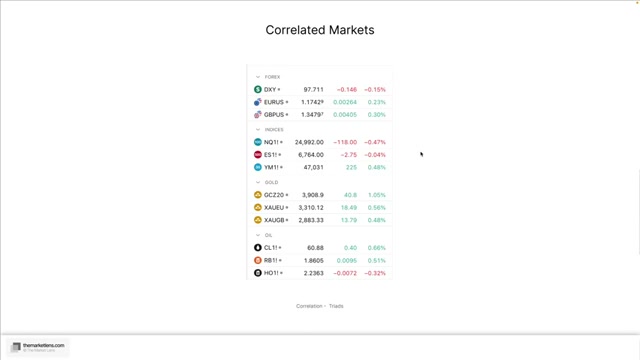 Correlated Markets
FOREX
DXY 97.711 −0.146 −0.15%
EURUS 1.17429 0.00264 0.23%
GBPUS 1.34797 0.00405 0.30%
INDICES
NQ1! 24,992.00 −118.00 −0.47%
ES1! 6,764.00 −2.75 −0.04%
YM1! 47,031 225 0.48%
GOLD
GCZ20 3,908.9 40.8 1.05%
XAUEU 3,310.12 18.49 0.56%
XAUGB 2,883.33 13.79 0.48%
OIL
CL1! 60.88 0.40 0.66%
RB1! 1.8605 0.0095 0.51%
HO1! 2.2363 −0.0072 −0.32%
Correlation - Triads
themarketlens.com
@The Market Lens